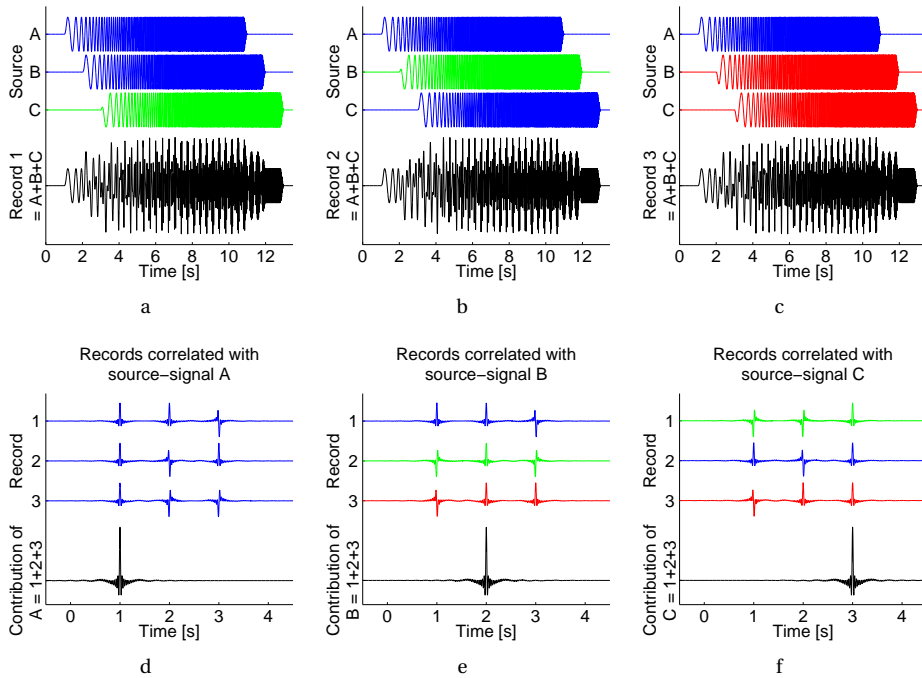 A
B
C
Source
Record 1
= A+B+C
0 2 4 6 8 10 12
Time [s]
a
A
B
C
Source
Record 2
= A+B+C
0 2 4 6 8 10 12
Time [s]
b
A
B
C
Source
Record 3
= A+B+C
0 2 4 6 8 10 12
Time [s]
c
Records correlated with
source−signal A
1
2
3
Record
Contribution of
A = 1+2+3
0 1 2 3 4
Time [s]
d
Records correlated with
source−signal B
1
2
3
Record
Contribution of
B = 1+2+3
0 1 2 3 4
Time [s]
e
Records correlated with
source−signal C
1
2
3
Record
Contribution of
C = 1+2+3
0 1 2 3 4
Time [s]
f